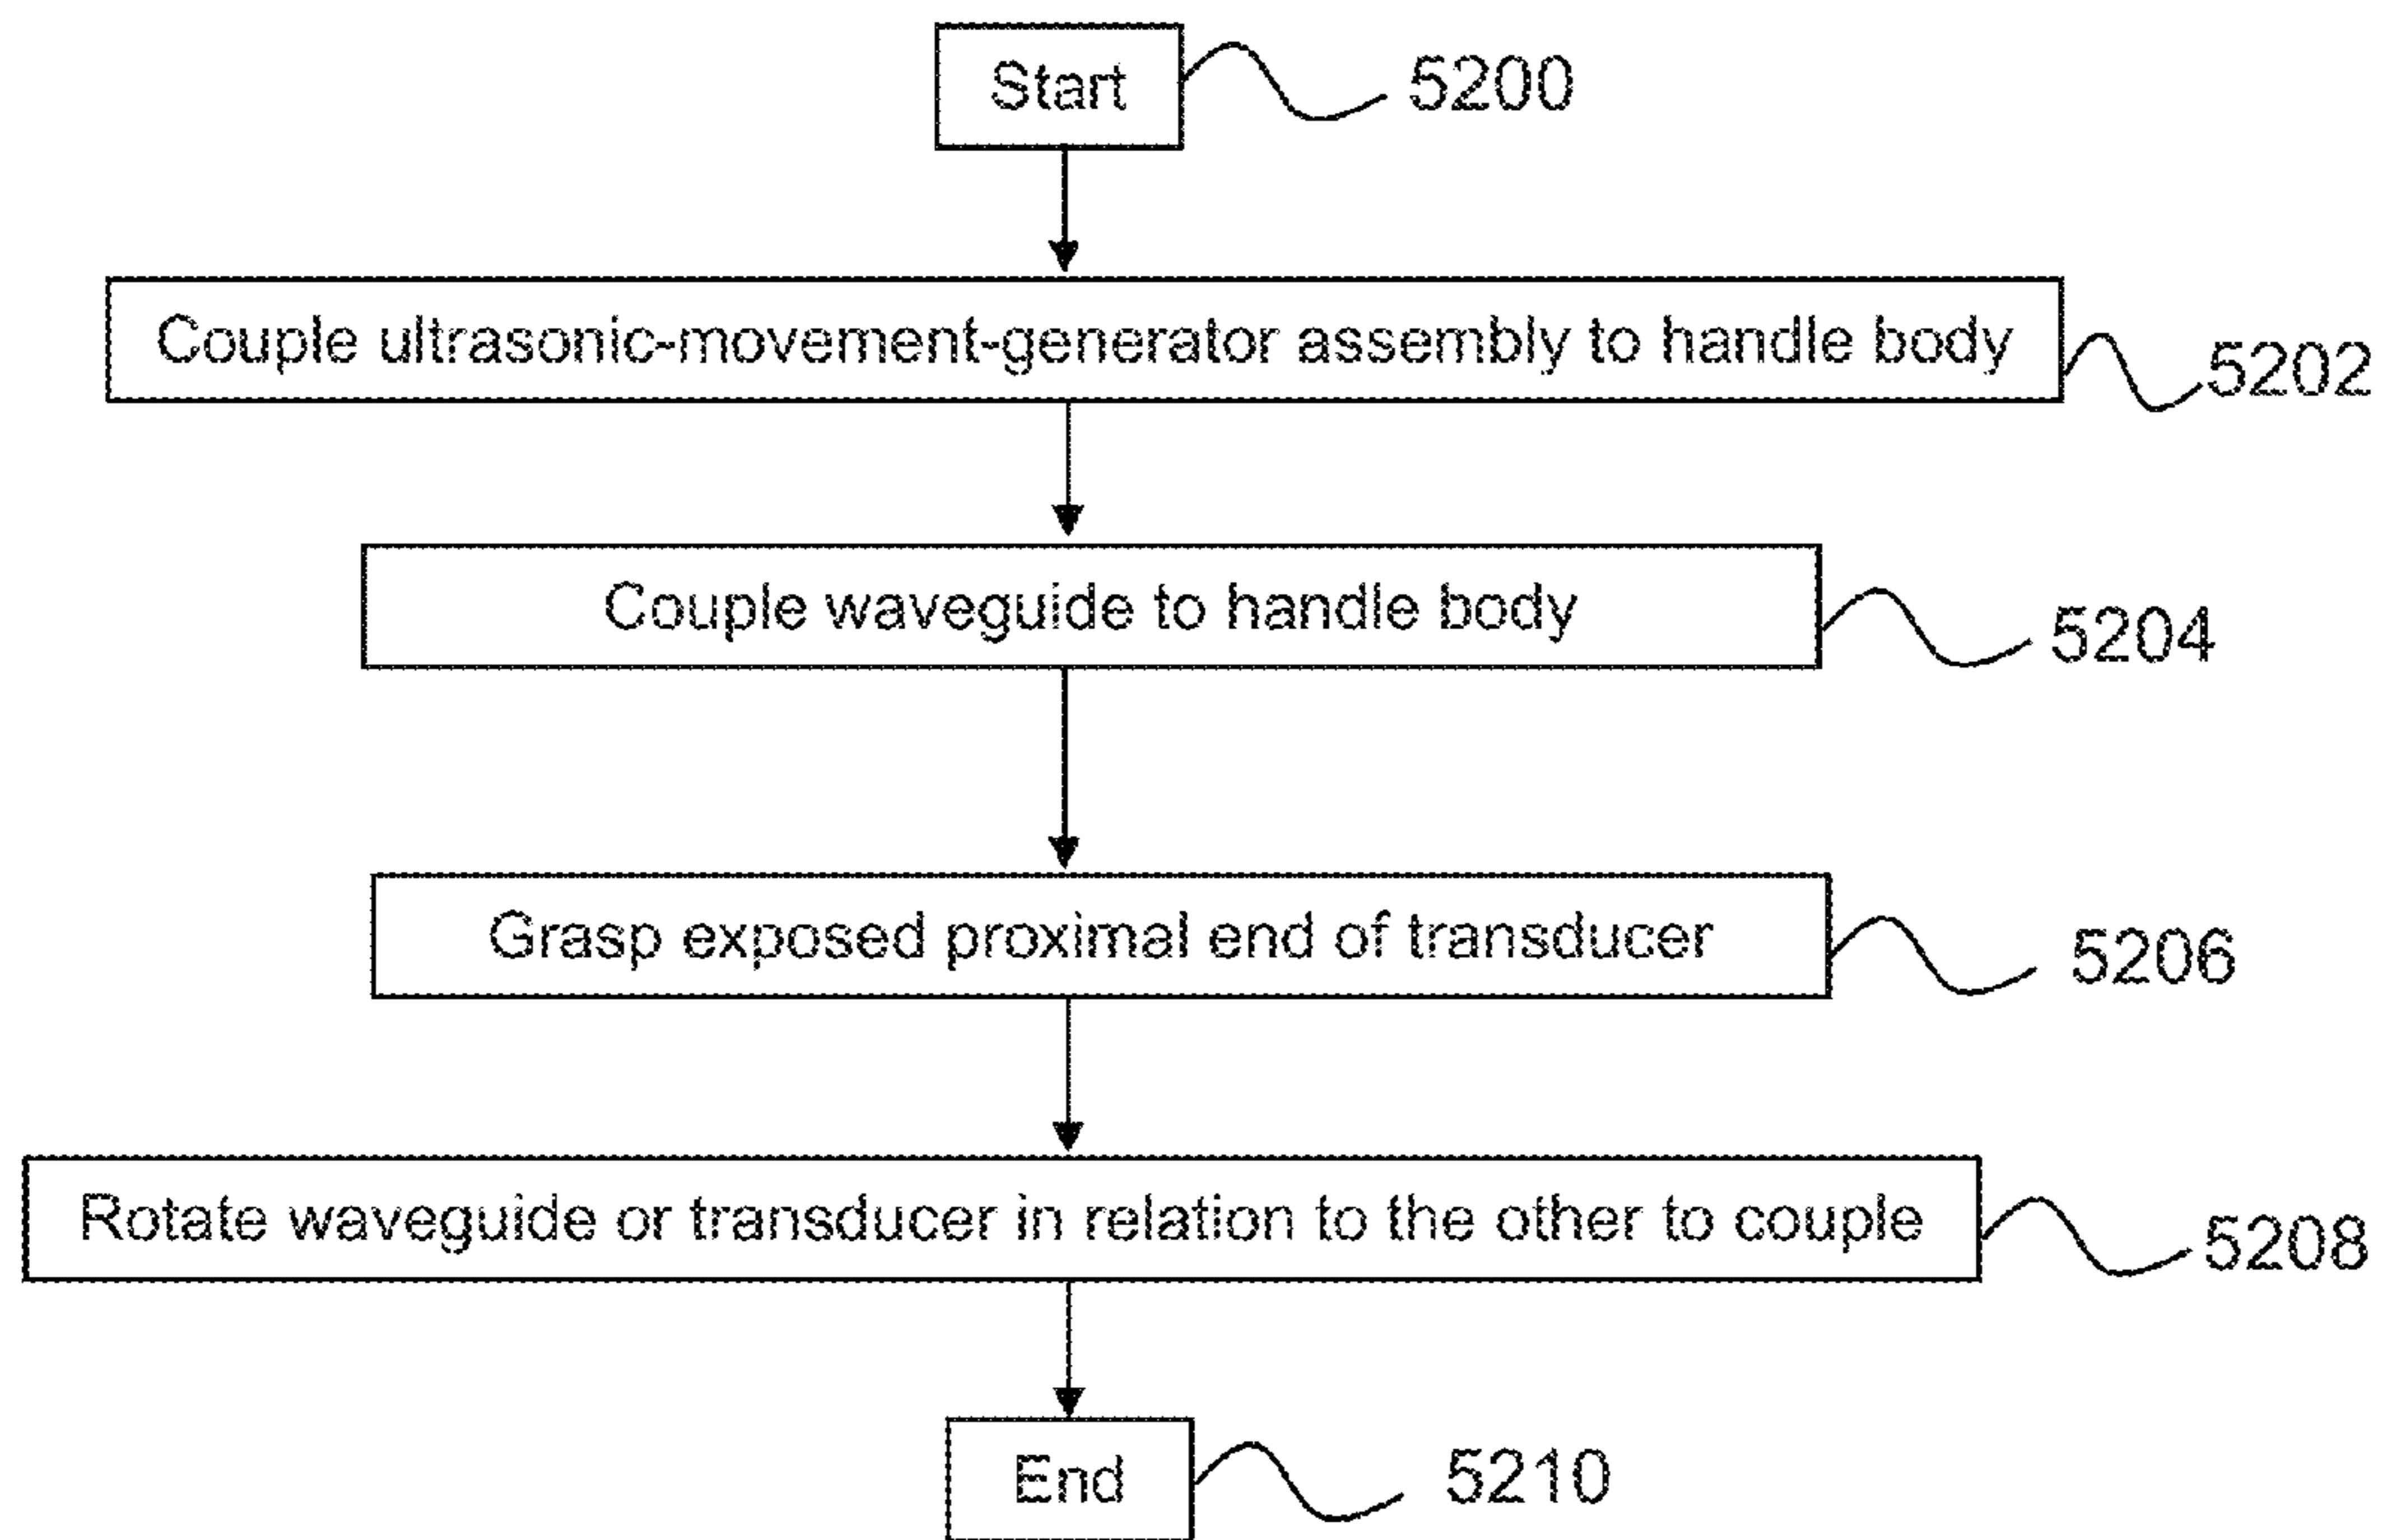 Start 5200
Couple ultrasonic-movement-generator assembly to handle body 5202
Couple waveguide to handle body 5204
Grasp exposed proximal end of transducer 5206
Rotate waveguide or transducer in relation to the other to couple 5208
End 5210